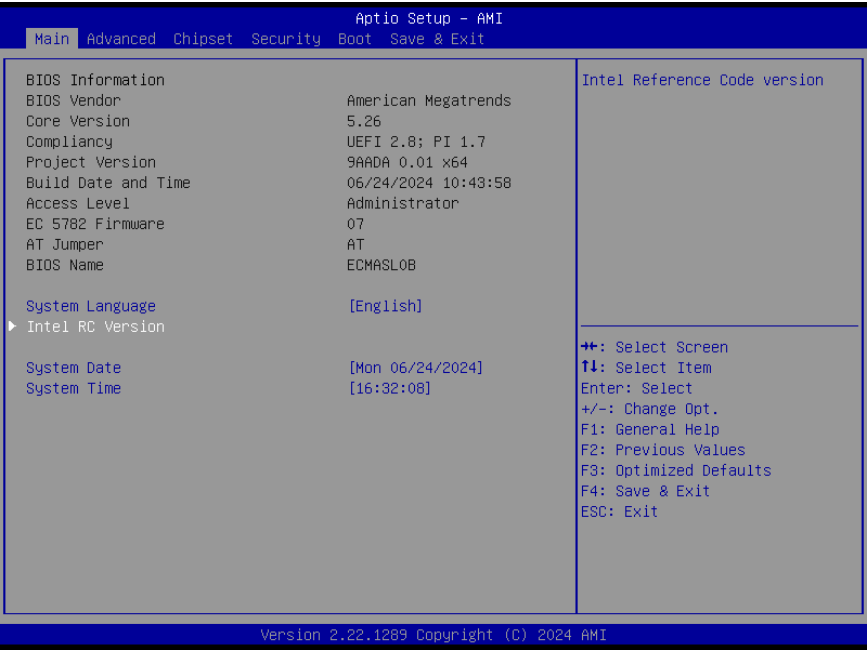 Aptio Setup – AMI
Main Advanced Chipset Security Boot Save & Exit
BIOS Information
BIOS Vendor American Megatrends
Core Version 5.26
Compliancy UEFI 2.8; PI 1.7
Project Version 9AADA 0.01 x64
Build Date and Time 06/24/2024 10:43:58
Access Level Administrator
EC 5782 Firmware 07
AT Jumper AT
BIOS Name ECMASL0B
System Language [English]
Intel RC Version
System Date [Mon 06/24/2024]
System Time [16:32:08]
Intel Reference Code version
→←: Select Screen
↑↓: Select Item
Enter: Select
+/–: Change Opt.
F1: General Help
F2: Previous Values
F3: Optimized Defaults
F4: Save & Exit
ESC: Exit
Version 2.22.1289 Copyright (C) 2024 AMI